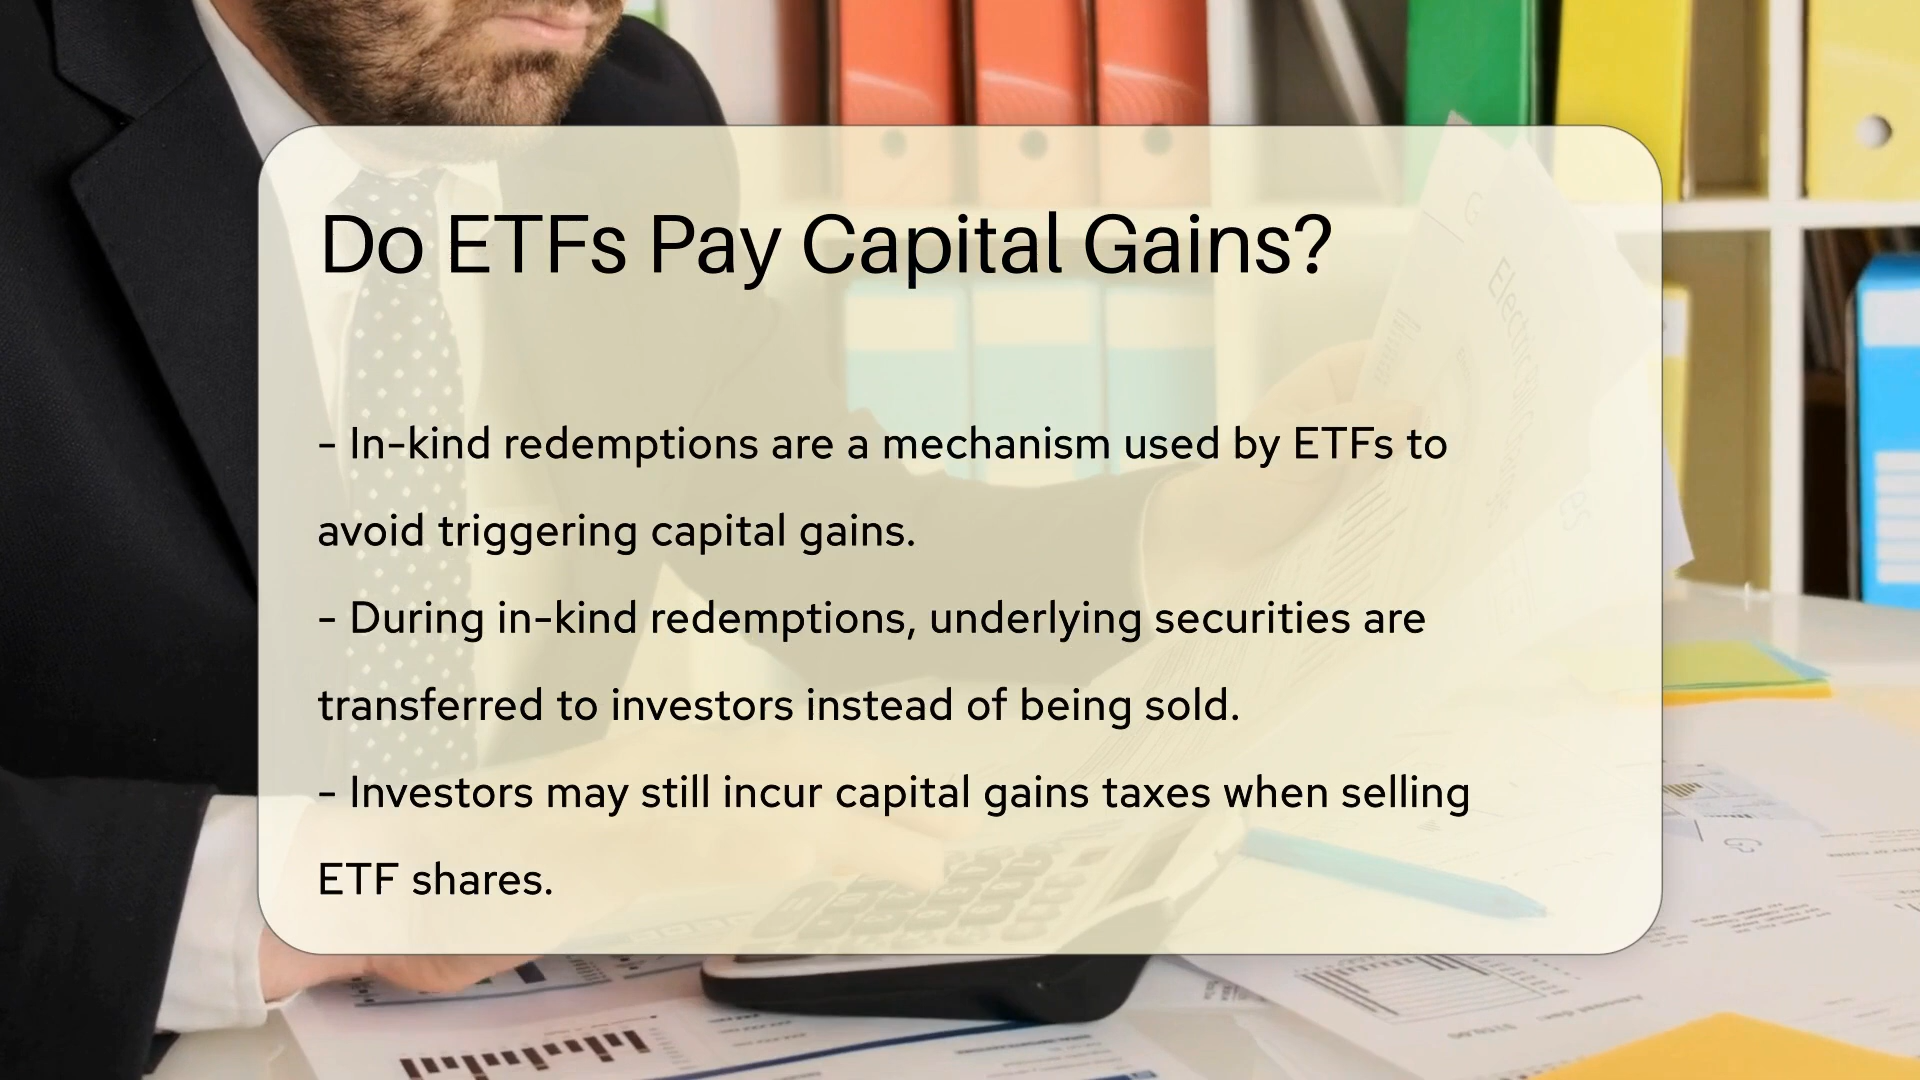 Do ETFs Pay Capital Gains?
- In-kind redemptions are a mechanism used by ETFs to
avoid triggering capital gains.
- During in-kind redemptions, underlying securities are
transferred to investors instead of being sold.
- Investors may still incur capital gains taxes when selling
ETF shares.